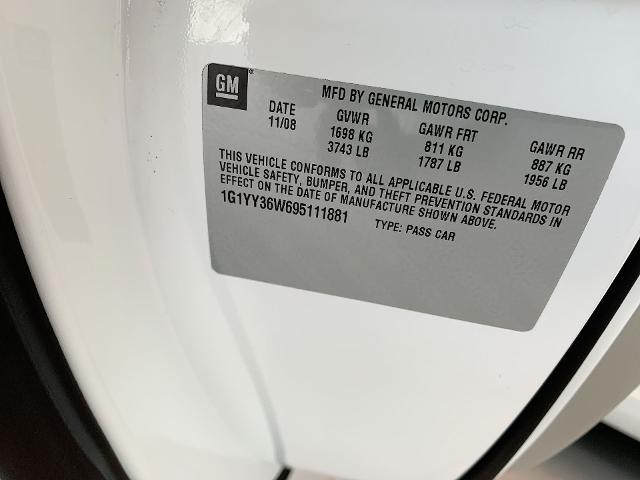 GM
MFD BY GENERAL MOTORS CORP.
DATE GVWR GAWR FRT GAWR RR
11/08 1698 KG 811 KG 887 KG
3743 LB 1787 LB 1956 LB
THIS VEHICLE CONFORMS TO ALL APPLICABLE U.S. FEDERAL MOTOR
VEHICLE SAFETY, BUMPER, AND THEFT PREVENTION STANDARDS IN
EFFECT ON THE DATE OF MANUFACTURE SHOWN ABOVE.
1G1YY36W695111881 TYPE: PASS CAR